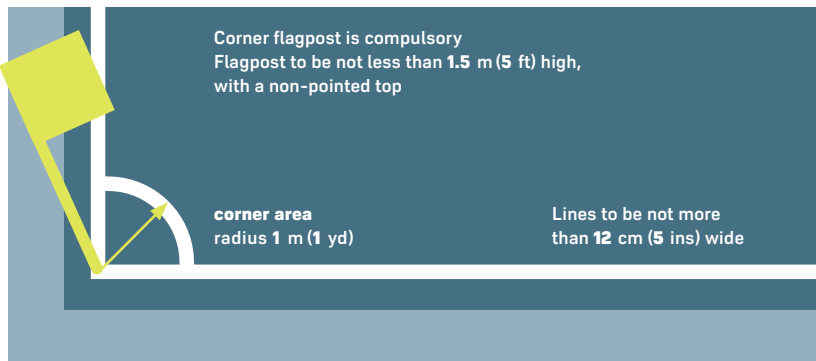 Corner flagpost is compulsory
Flagpost to be not less than 1.5 m (5 ft) high,
with a non-pointed top
corner area
radius 1 m (1 yd)
Lines to be not more
than 12 cm (5 ins) wide